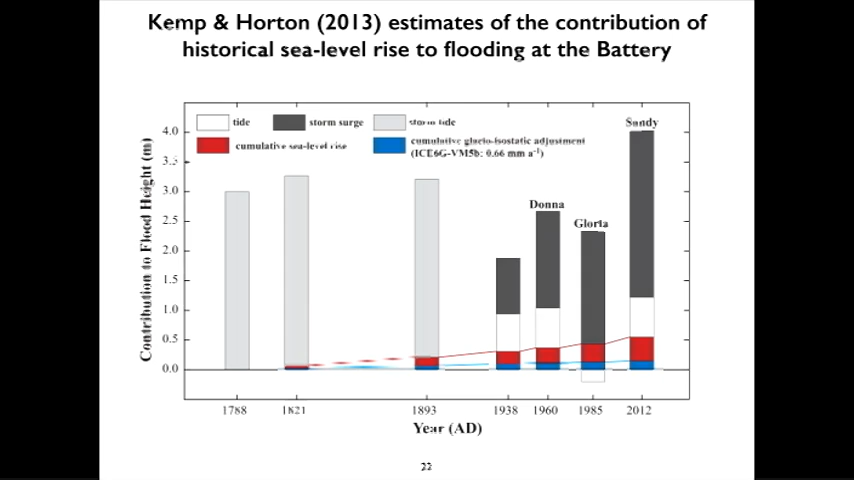 Kemp & Horton (2013) estimates of the contribution of
historical sea-level rise to flooding at the Battery
tide
storm surge
storm tide
cumulative sea-level rise
cumulative glacio-isostatic adjustment
(ICE6G-VM5b: 0.66 mm a⁻¹)
Contribution to Flood Height (m)
4.0
3.5
3.0
2.5
2.0
1.5
1.0
0.5
0.0
Sandy
Donna
Gloria
1788 1821 1893 1938 1960 1985 2012
Year (AD)
22